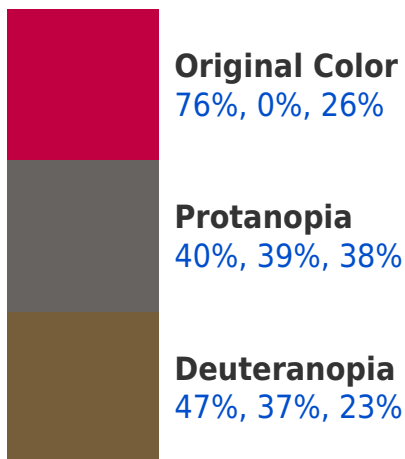 Original Color
76%, 0%, 26%
Protanopia
40%, 39%, 38%
Deuteranopia
47%, 37%, 23%